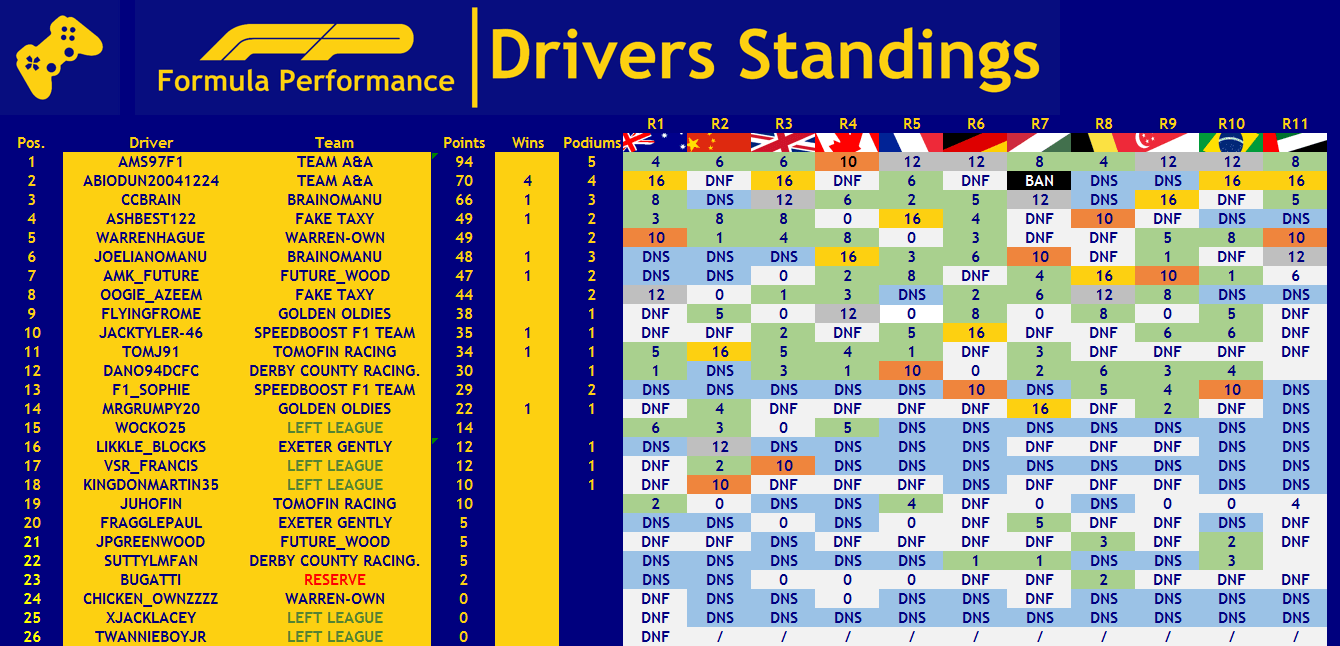 Formula Performance
Drivers Standings
R1 R2 R3 R4 R5 R6 R7 R8 R9 R10 R11
Pos. Driver Team Points Wins Podiums
1 AMS97F1 TEAM A&A 94 5 4 6 6 10 12 12 8 4 12 12 8
2 ABIODUN20041224 TEAM A&A 70 4 4 16 DNF 16 DNF 6 DNF BAN DNS DNS 16 16
3 CCBRAIN BRAINOMANU 66 1 3 8 DNS 12 6 2 5 12 DNS 16 DNF 5
4 ASHBEST122 FAKE TAXY 49 1 2 3 8 8 0 16 4 DNF 10 DNF DNS DNS
5 WARRENHAGUE WARREN-OWN 49 2 10 1 4 8 0 3 DNF DNF 5 8 10
6 JOELIANOMANU BRAINOMANU 48 1 3 DNS DNS DNS 16 3 6 10 DNF 1 DNF 12
7 AMK_FUTURE FUTURE_WOOD 47 1 2 DNS DNS 0 2 8 DNF 4 16 10 1 6
8 OOGIE_AZEEM FAKE TAXY 44 2 12 0 1 3 DNS 2 6 12 8 DNS DNS
9 FLYINGFROME GOLDEN OLDIES 38 1 DNF 5 0 12 0 8 0 8 0 5 DNF
10 JACKTYLER-46 SPEEDBOOST F1 TEAM 35 1 1 DNF DNF 2 DNF 5 16 DNF DNF 6 6 DNF
11 TOMJ91 TOMOFIN RACING 34 1 1 5 16 5 4 1 DNF 3 DNF DNF DNF DNF
12 DANO94DCFC DERBY COUNTY RACING. 30 1 1 DNS 3 1 10 0 2 6 3 4
13 F1_SOPHIE SPEEDBOOST F1 TEAM 29 2 DNS DNS DNS DNS DNS 10 DNS 5 4 10 DNS
14 MRGRUMPY20 GOLDEN OLDIES 22 1 1 DNF 4 DNF DNF DNF DNF 16 DNF 2 DNF DNS
15 WOCKO25 LEFT LEAGUE 14 6 3 0 5 DNS DNS DNS DNS DNS DNS DNS
16 LIKKLE_BLOCKS EXETER GENTLY 12 1 DNS 12 DNS DNS DNS DNS DNF DNF DNF DNS DNS
17 VSR_FRANCIS LEFT LEAGUE 12 1 DNF 2 10 DNS DNS DNS DNS DNS DNS DNS DNS
18 KINGDONMARTIN35 LEFT LEAGUE 10 1 DNF 10 DNF DNF DNF DNS DNF DNF DNF DNS DNS
19 JUHOFIN TOMOFIN RACING 10 2 0 DNS DNS 4 DNF 0 DNS 0 0 4
20 FRAGGLEPAUL EXETER GENTLY 5 DNS DNS 0 DNS 0 DNF 5 DNF DNF DNS DNF
21 JPGREENWOOD FUTURE_WOOD 5 DNF DNF DNS DNF DNF DNF DNF 3 DNF 2 DNF
22 SUTTYLMFAN DERBY COUNTY RACING. 5 DNS DNS DNS DNS DNS 1 1 DNF DNF 3
23 BUGATTI RESERVE 2 DNS DNS 0 0 0 DNF DNF 2 DNF DNF DNF
24 CHICKEN_OWNZZZZ WARREN-OWN 0 DNF DNS DNS 0 DNS DNS DNF DNS DNS DNS DNS
25 XJACKLACEY LEFT LEAGUE 0 DNF DNS DNS DNS DNS DNS DNS DNS DNS DNS DNS
26 TWANNIEBOYJR LEFT LEAGUE 0 DNF / / / / / / / / / /